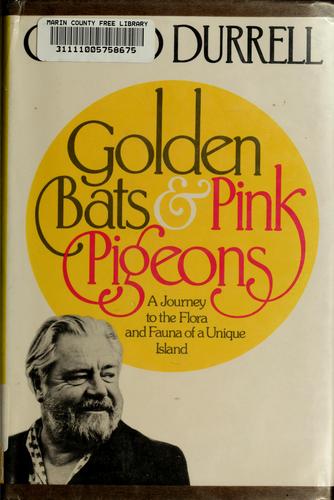 MARIN COUNTY FREE LIBRARY
31111005758675
DURRELL
Golden
Bats & Pink
Pigeons
A Journey
to the Flora
and Fauna of a Unique
Island